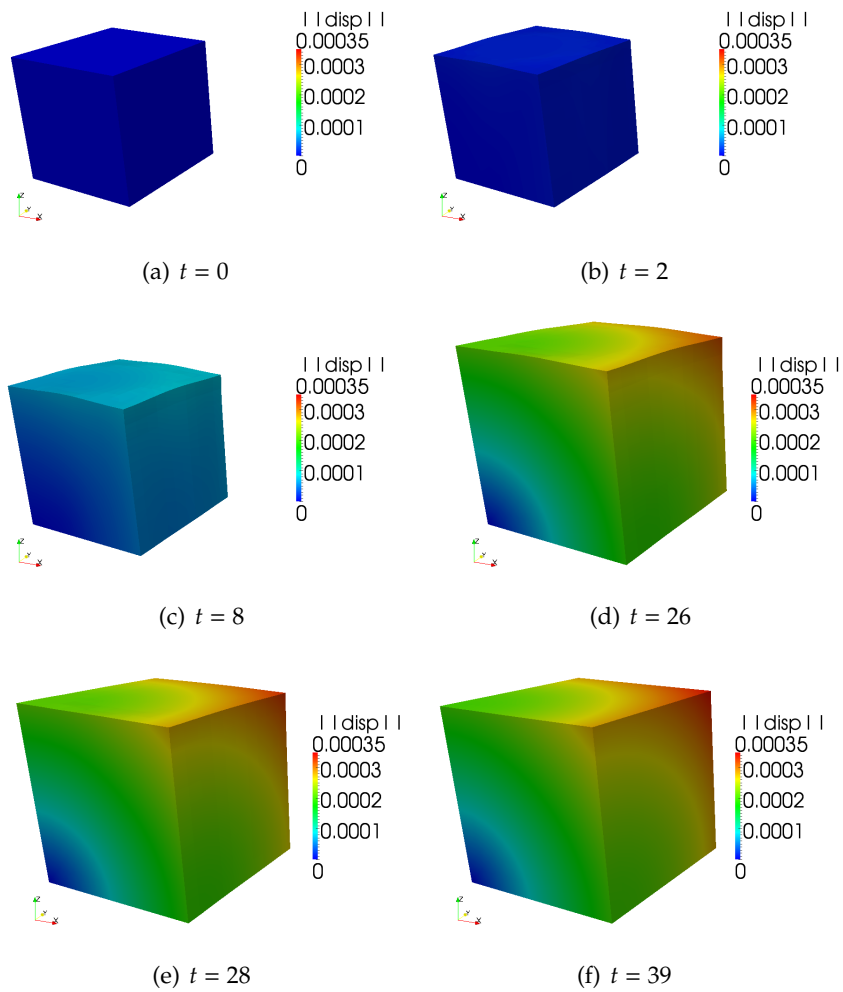 ||disp||
0.00035
0.0003
0.0002
0.0001
0
Z
Y
X
(a) t = 0
||disp||
0.00035
0.0003
0.0002
0.0001
0
Z
Y
X
(b) t = 2
||disp||
0.00035
0.0003
0.0002
0.0001
0
Z
Y
X
(c) t = 8
||disp||
0.00035
0.0003
0.0002
0.0001
0
Z
Y
X
(d) t = 26
||disp||
0.00035
0.0003
0.0002
0.0001
0
Z
Y
X
(e) t = 28
||disp||
0.00035
0.0003
0.0002
0.0001
0
Z
Y
X
(f) t = 39